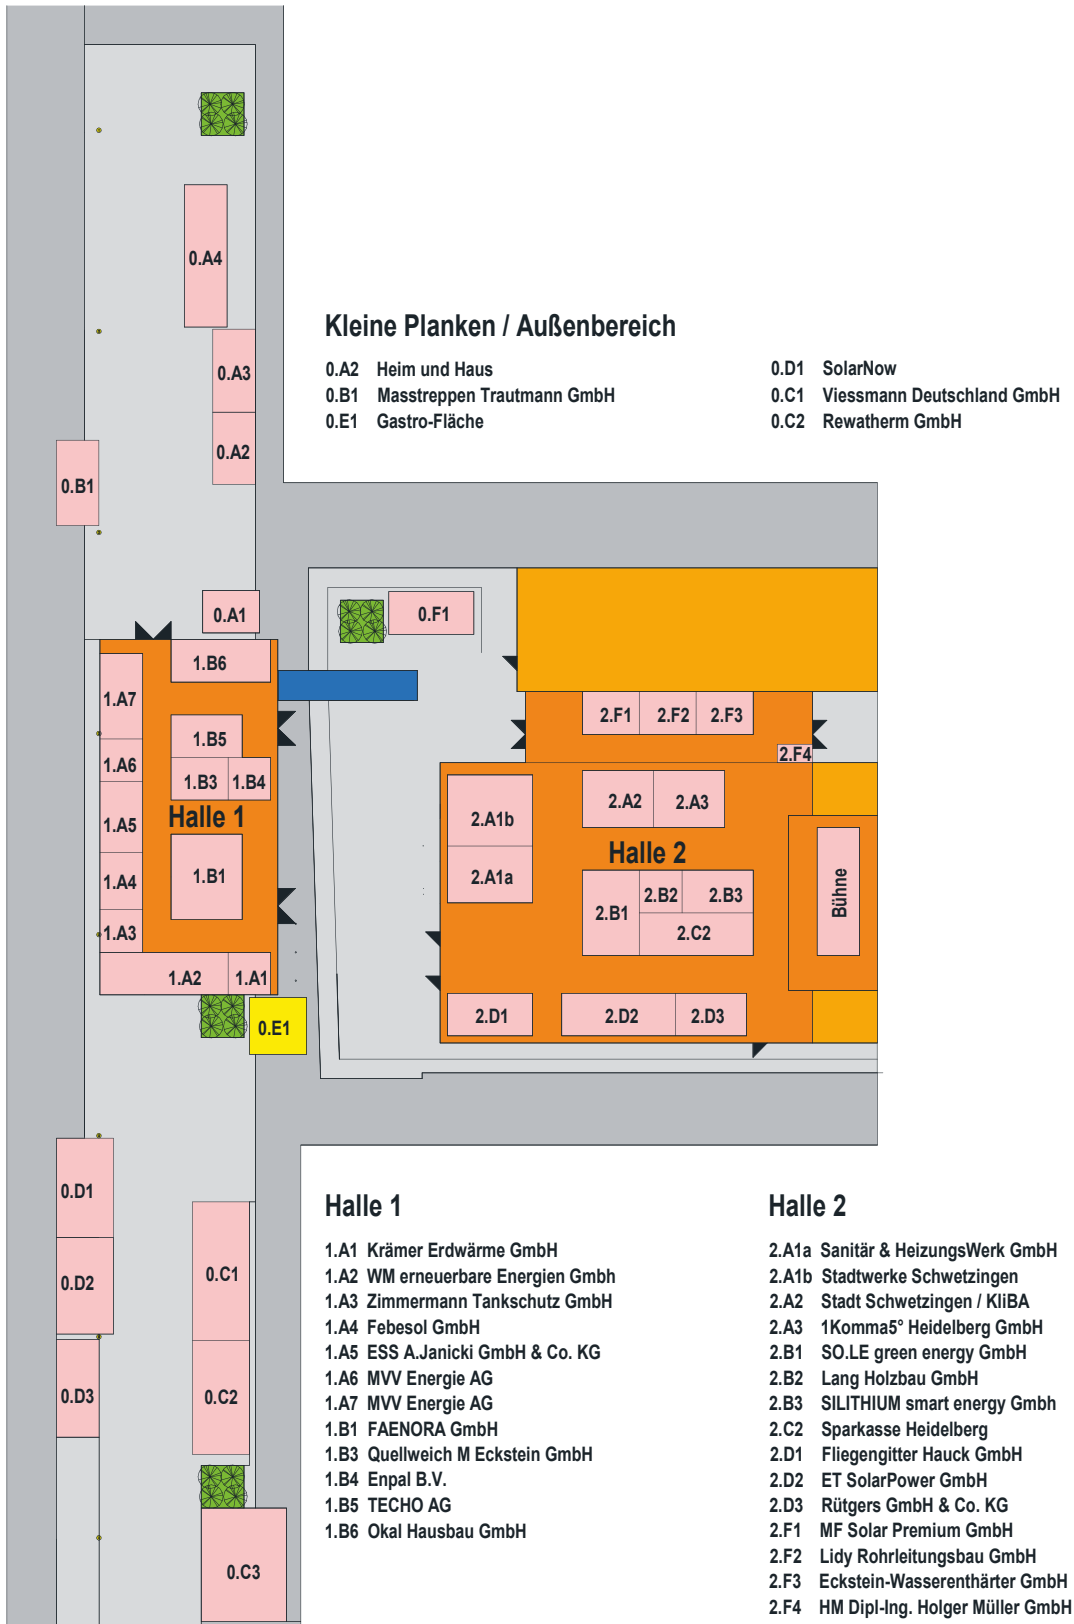 0.A4
0.A3
0.A2
0.B1
Kleine Planken / Außenbereich
0.A2 Heim und Haus
0.B1 Masstreppen Trautmann GmbH
0.E1 Gastro-Fläche
0.D1 SolarNow
0.C1 Viessmann Deutschland GmbH
0.C2 Rewatherm GmbH
0.A1
0.F1
1.B6
1.A7
1.B5
1.A6
1.B3 1.B4
Halle 1
1.A5
1.B1
1.A4
1.A3
1.A2 1.A1
0.E1
2.F1 2.F2 2.F3
2.F4
2.A1b
2.A2 2.A3
Halle 2
2.A1a
2.B1
2.B2 2.B3
2.C2
Bühne
2.D1 2.D2 2.D3
0.D1
0.D2
0.C1
0.D3
0.C2
0.C3
Halle 1
1.A1 Krämer Erdwärme GmbH
1.A2 WM erneuerbare Energien Gmbh
1.A3 Zimmermann Tankschutz GmbH
1.A4 Febesol GmbH
1.A5 ESS A.Janicki GmbH & Co. KG
1.A6 MVV Energie AG
1.A7 MVV Energie AG
1.B1 FAENORA GmbH
1.B3 Quellweich M Eckstein GmbH
1.B4 Enpal B.V.
1.B5 TECHO AG
1.B6 Okal Hausbau GmbH
Halle 2
2.A1a Sanitär & HeizungsWerk GmbH
2.A1b Stadtwerke Schwetzingen
2.A2 Stadt Schwetzingen / KliBA
2.A3 1Komma5° Heidelberg GmbH
2.B1 SO.LE green energy GmbH
2.B2 Lang Holzbau GmbH
2.B3 SILITHIUM smart energy Gmbh
2.C2 Sparkasse Heidelberg
2.D1 Fliegengitter Hauck GmbH
2.D2 ET SolarPower GmbH
2.D3 Rütgers GmbH & Co. KG
2.F1 MF Solar Premium GmbH
2.F2 Lidy Rohrleitungsbau GmbH
2.F3 Eckstein-Wasserenthärter GmbH
2.F4 HM Dipl-Ing. Holger Müller GmbH